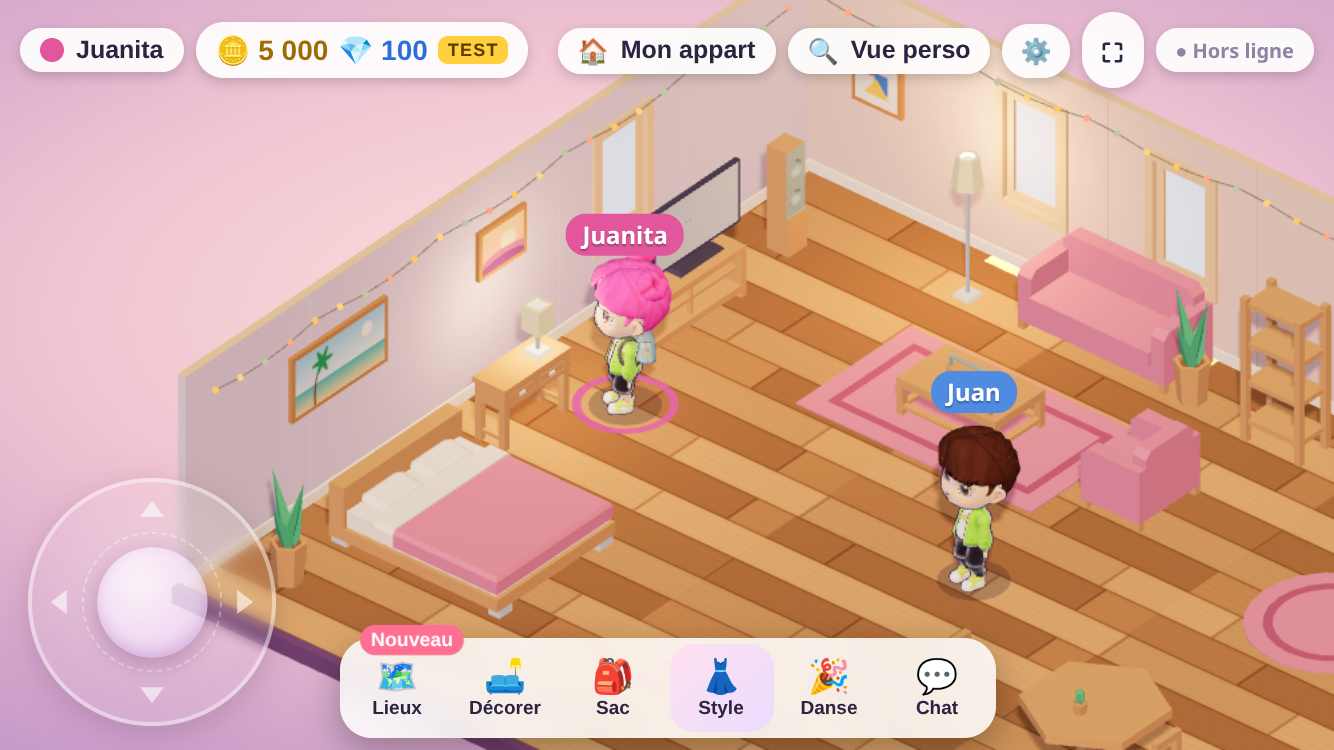 Juanita
5 000 100 TEST
Mon appart
Vue perso
Hors ligne
Juanita
Juan
Nouveau
Lieux
Décorer
Sac
Style
Danse
Chat